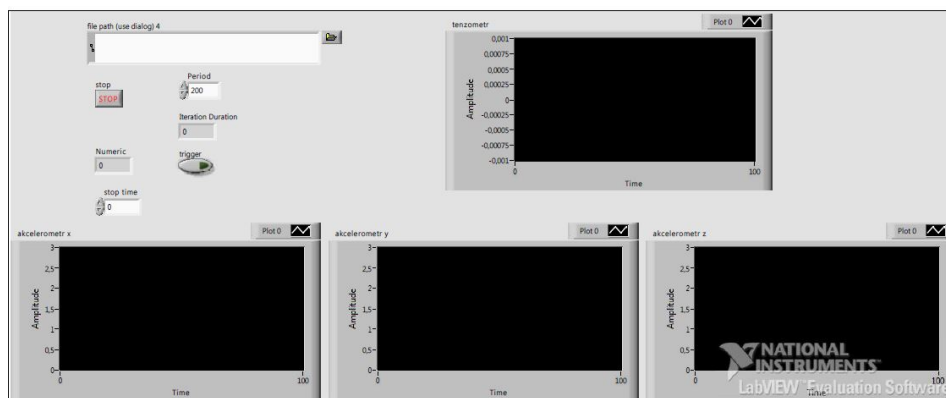 file path (use dialog) 4
stop
STOP
Period
200
Iteration Duration
0
Numeric
0
trigger
stop time
0
tenzometr
Plot 0
0,001
0,00075
0,0005
0,00025
0
-0,00025
-0,0005
-0,00075
-0,001
Amplitude
0
100
Time
akcelerometr x
Plot 0
3
2,5
2
1,5
1
0,5
0
Amplitude
0
100
Time
akcelerometr y
Plot 0
3
2,5
2
1,5
1
0,5
0
Amplitude
0
100
Time
akcelerometr z
Plot 0
3
2,5
2
1,5
1
0,5
0
Amplitude
0
100
Time
NATIONAL
INSTRUMENTS™
LabVIEW™ Evaluation Software